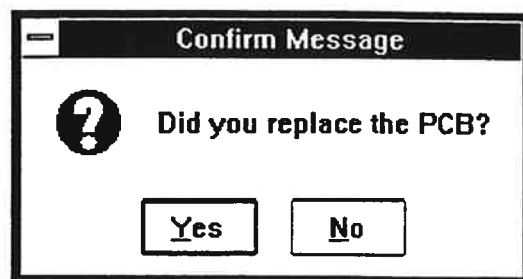 Confirm Message
Did you replace the PCB?
Yes No